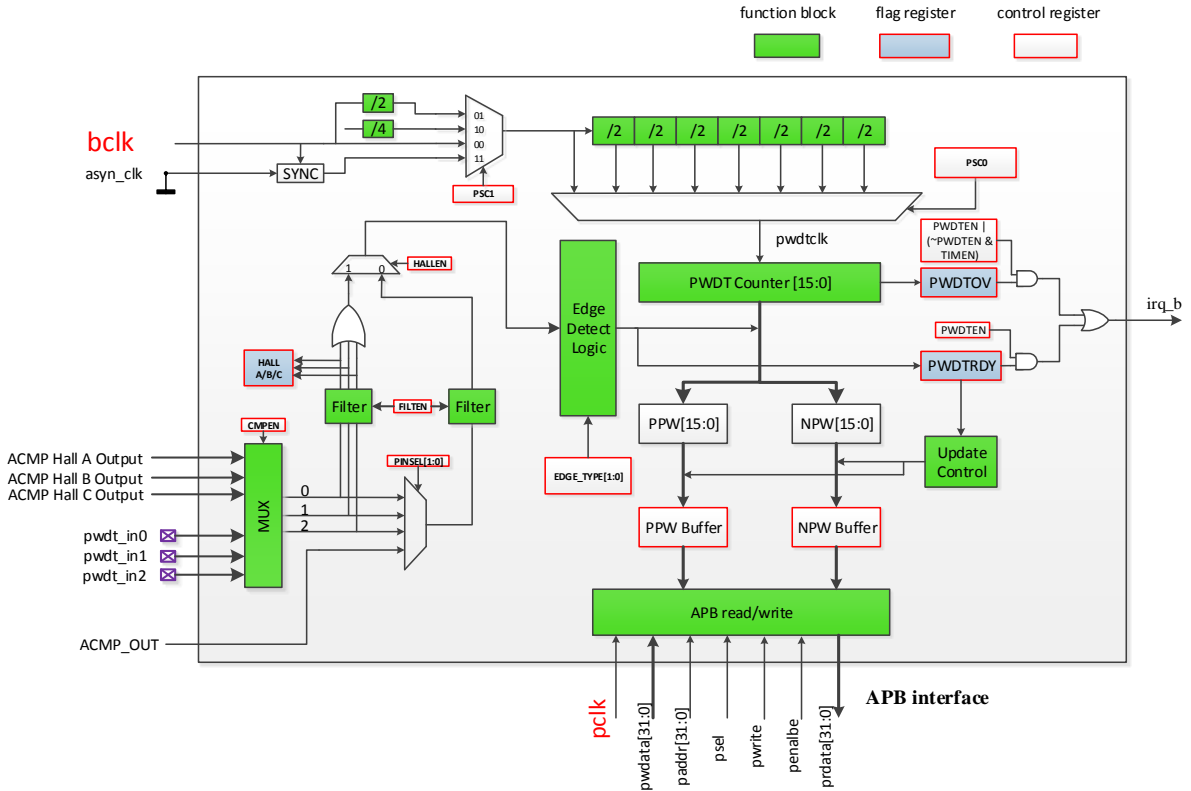 function block
flag register
control register
bclk
asyn_clk
/2
/4
SYNC
01
10
00
11
PSC1
/2
/2
/2
/2
/2
/2
/2
PSC0
pwdtclk
PWDT Counter [15:0]
PWDTEN |
(~PWDTEN &
TIMEN)
PWDTOV
PWDTEN
PWDTRDY
irq_b
1
0
HALLEN
Edge
Detect
Logic
HALL
A/B/C
Filter
FILTEN
Filter
CMPEN
ACMP Hall A Output
ACMP Hall B Output
ACMP Hall C Output
pwdt_in0
pwdt_in1
pwdt_in2
MUX
0
1
2
PINSEL[1:0]
EDGE_TYPE[1:0]
PPW[15:0]
NPW[15:0]
Update
Control
PPW Buffer
NPW Buffer
ACMP_OUT
APB read/write
APB interface
pclk
pwdata[31:0]
paddr[31:0]
psel
pwrite
penalbe
prdata[31:0]